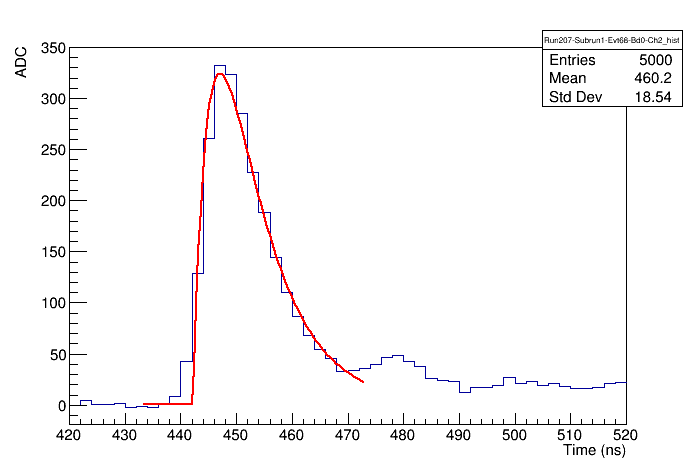 Run207-Subrun1-Evt66-Bd0-Ch2_hist
Entries 5000
Mean 460.2
Std Dev 18.54
ADC
350
300
250
200
150
100
50
0
420 430 440 450 460 470 480 490 500 510 520
Time (ns)